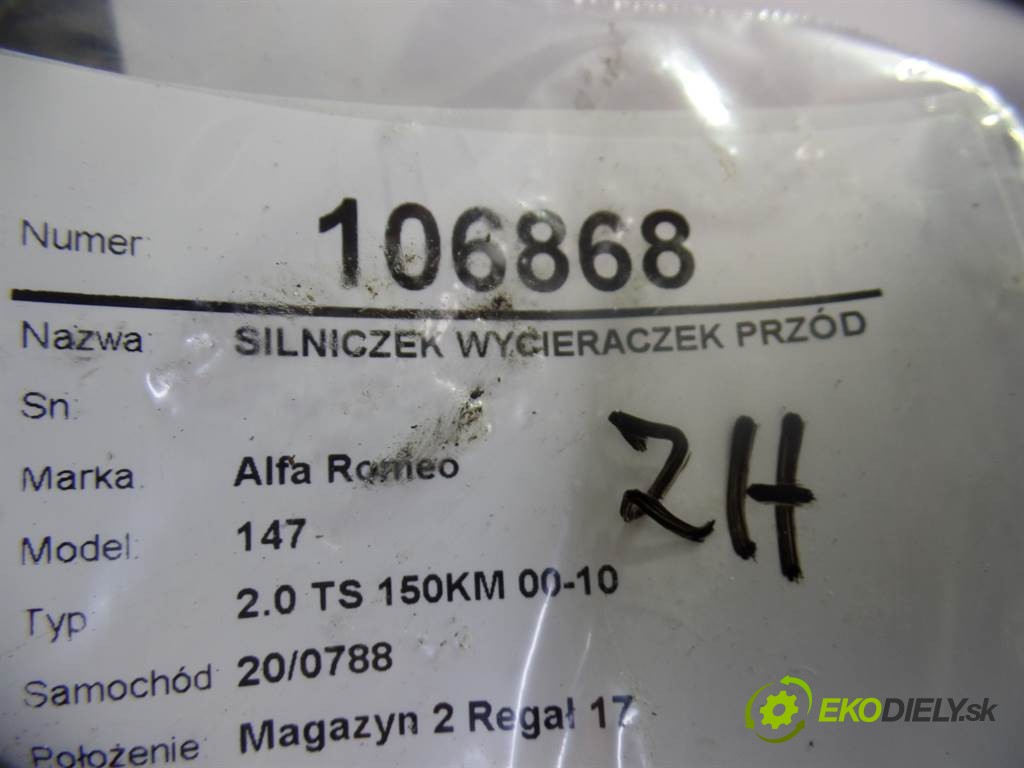 Numer: 106868
Nazwa: SILNICZEK WYCIERACZEK PRZÓD
Sn:
Marka: Alfa Romeo
2H
Model: 147
Typ: 2.0 TS 150KM 00-10
Samochód: 20/0788
Położenie: Magazyn 2 Regał 17
EKODIELY.sk